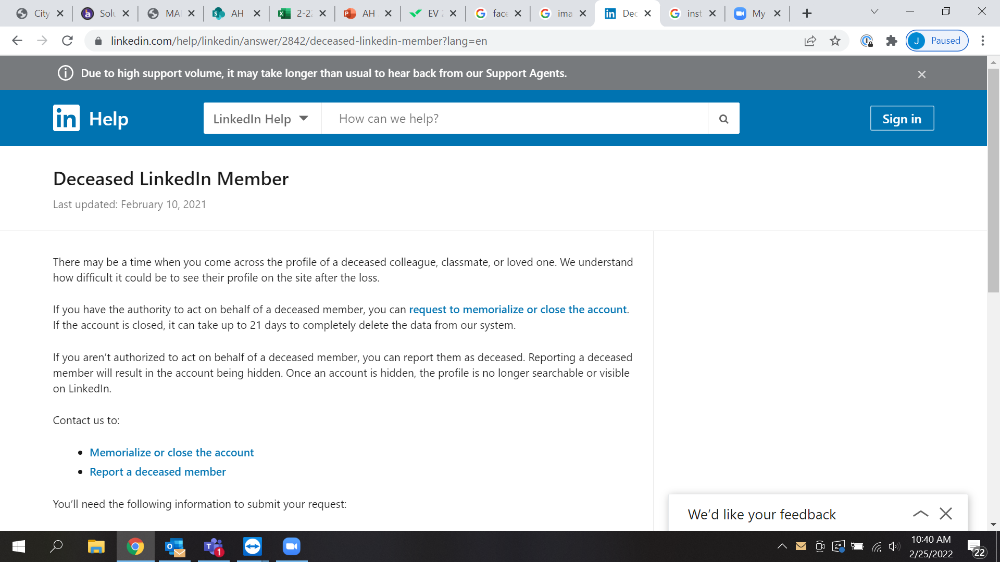 City
Solu
MAI
AH
2-22
AH
EV 2
face
ima
Dec
inst
My
linkedin.com/help/linkedin/answer/2842/deceased-linkedin-member?lang=en
J Paused
Due to high support volume, it may take longer than usual to hear back from our Support Agents.
in Help
LinkedIn Help
How can we help?
Sign in
Deceased LinkedIn Member
Last updated: February 10, 2021
There may be a time when you come across the profile of a deceased colleague, classmate, or loved one. We understand
how difficult it could be to see their profile on the site after the loss.
If you have the authority to act on behalf of a deceased member, you can request to memorialize or close the account.
If the account is closed, it can take up to 21 days to completely delete the data from our system.
If you aren’t authorized to act on behalf of a deceased member, you can report them as deceased. Reporting a deceased
member will result in the account being hidden. Once an account is hidden, the profile is no longer searchable or visible
on LinkedIn.
Contact us to:
Memorialize or close the account
Report a deceased member
You’ll need the following information to submit your request:
We’d like your feedback
1
10:40 AM
2/25/2022
22